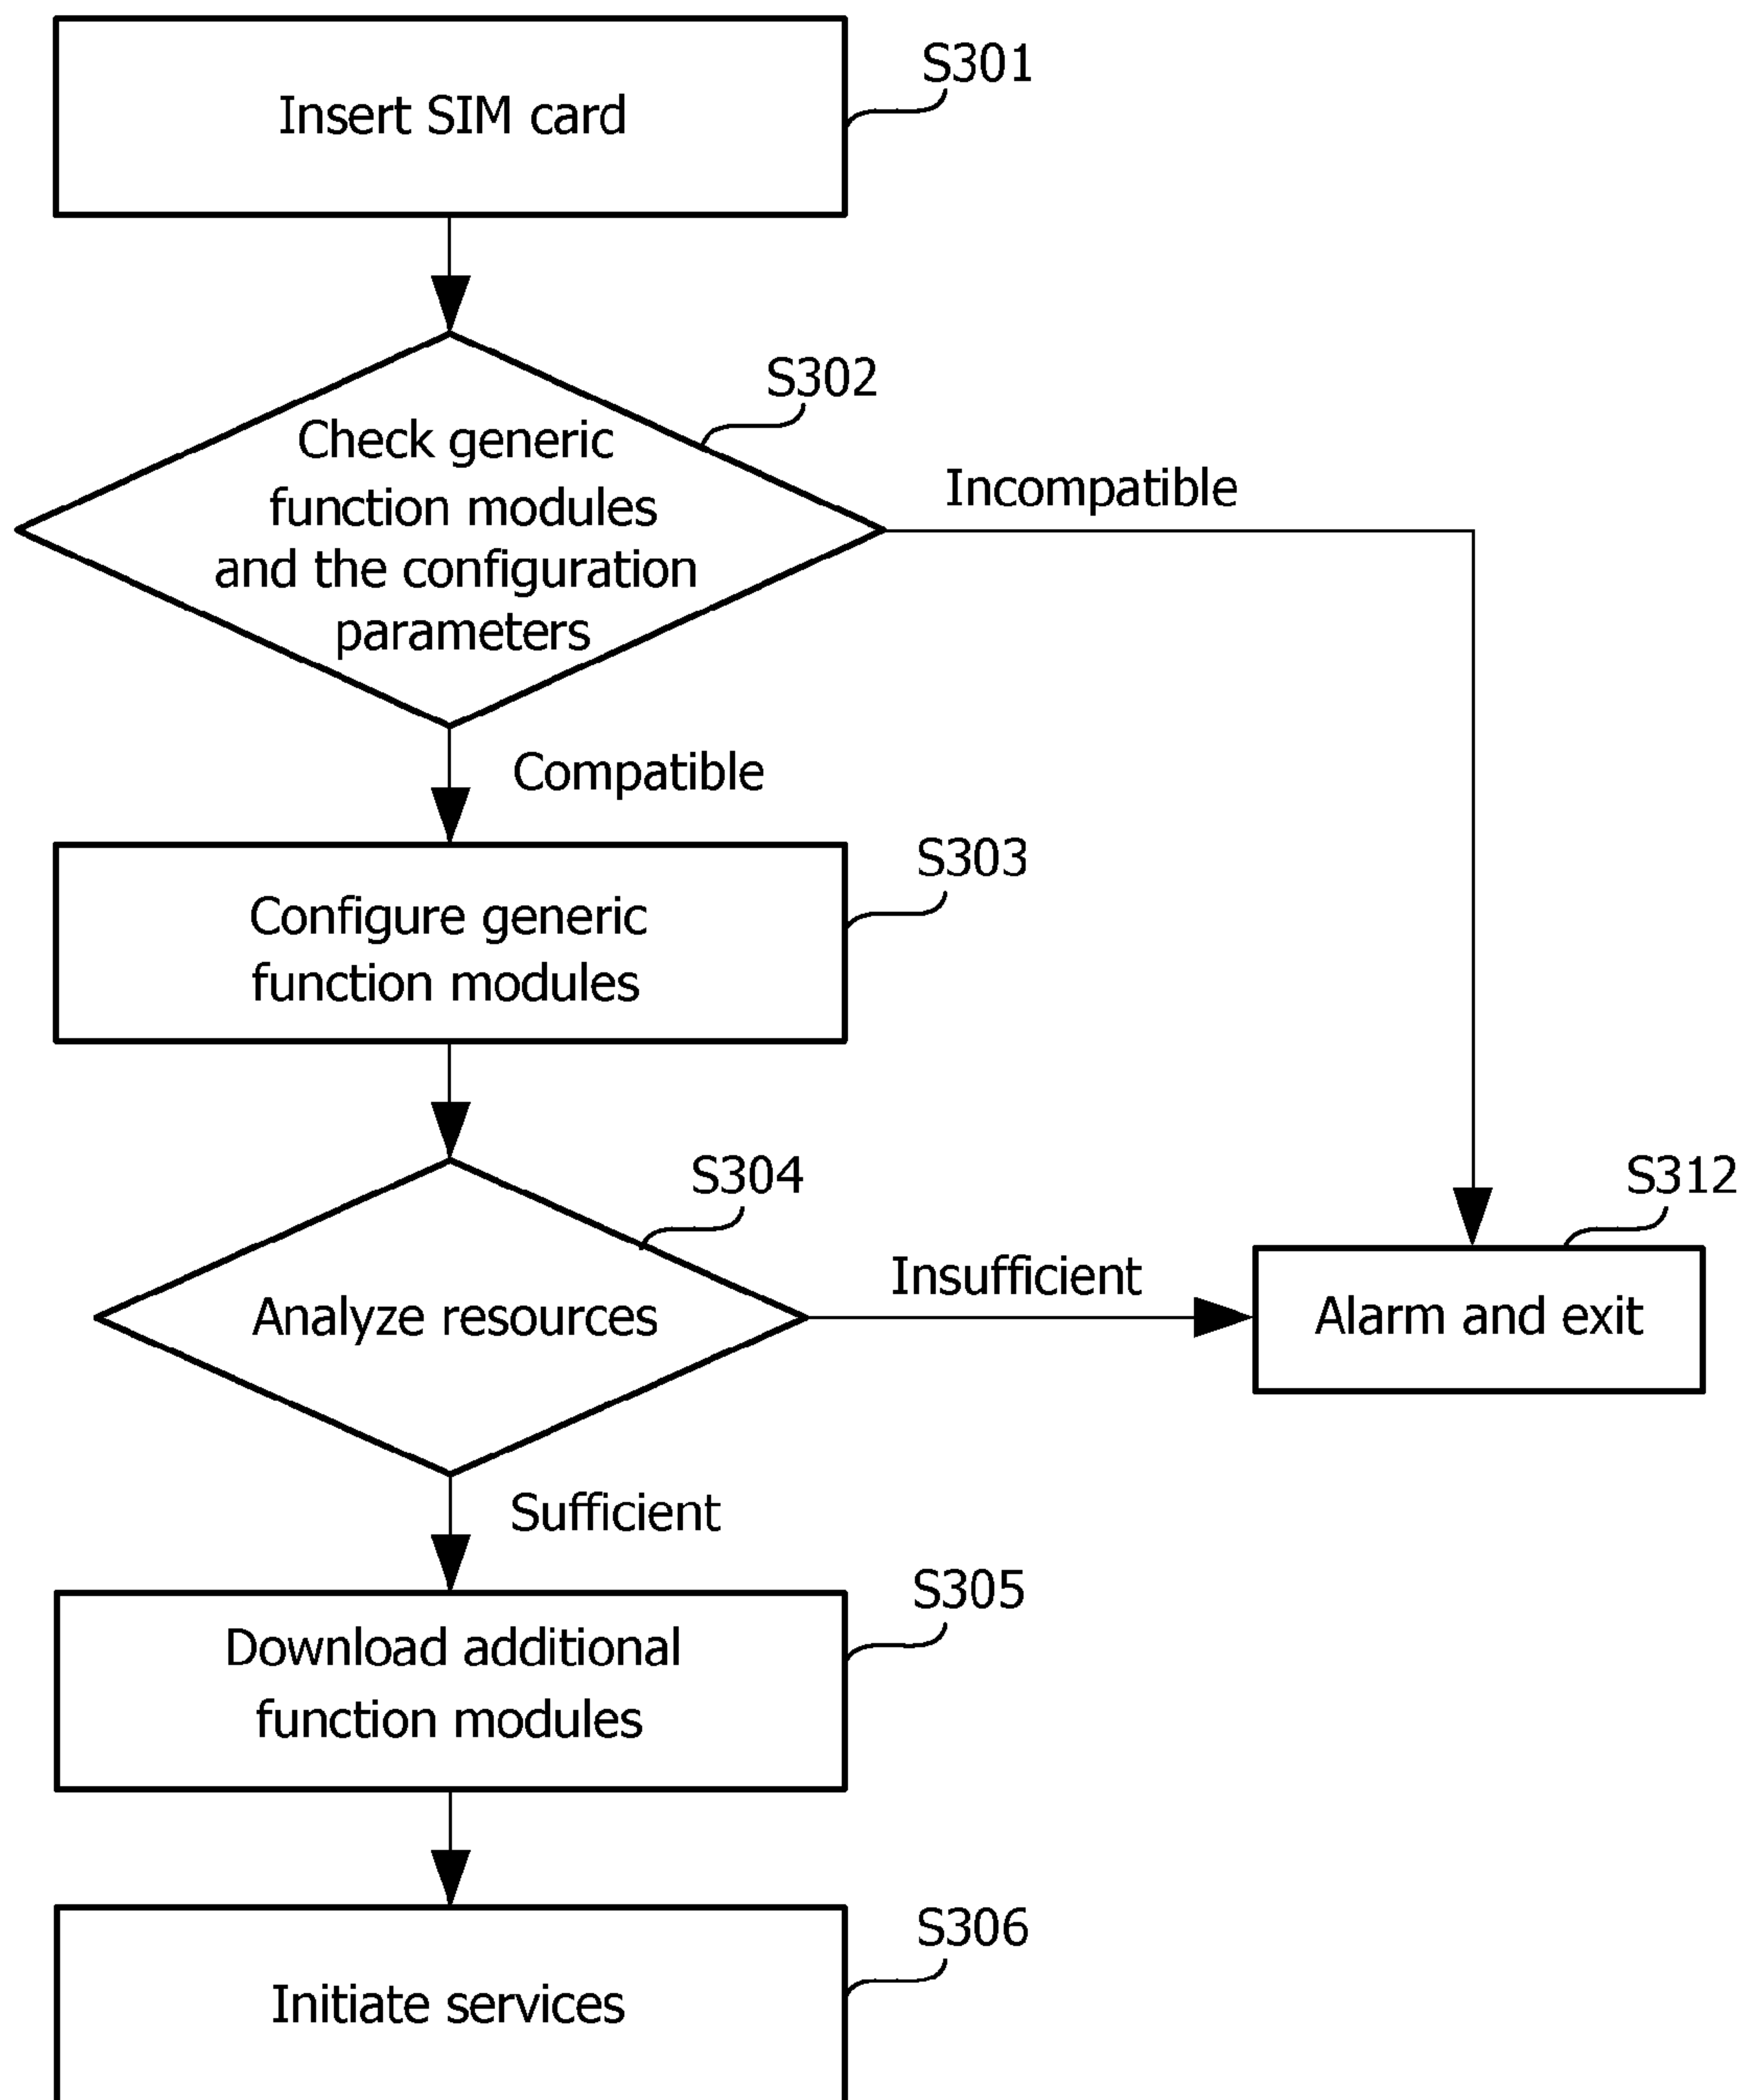 S301
Insert SIM card
S302
Check generic
function modules
and the configuration
parameters
Incompatible
Compatible
S303
Configure generic
function modules
S304
S312
Analyze resources
Insufficient
Alarm and exit
Sufficient
S305
Download additional
function modules
S306
Initiate services